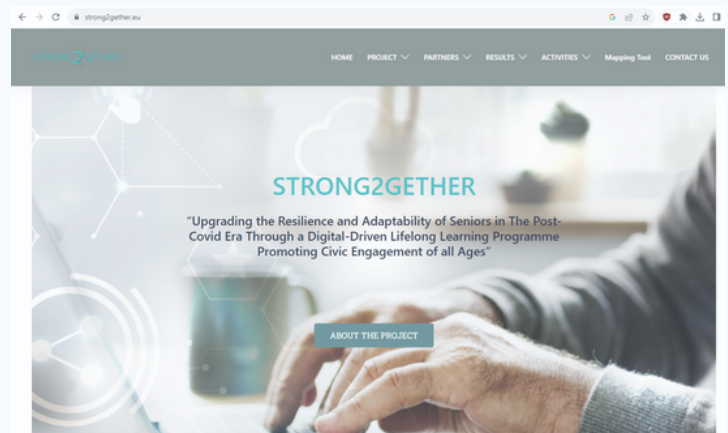 strong2gether.eu
HOME PROJECT PARTNERS RESULTS ACTIVITIES Mapping Tool CONTACT US
STRONG2GETHER
"Upgrading the Resilience and Adaptability of Seniors in The Post-
Covid Era Through a Digital-Driven Lifelong Learning Programme
Promoting Civic Engagement of all Ages"
ABOUT THE PROJECT